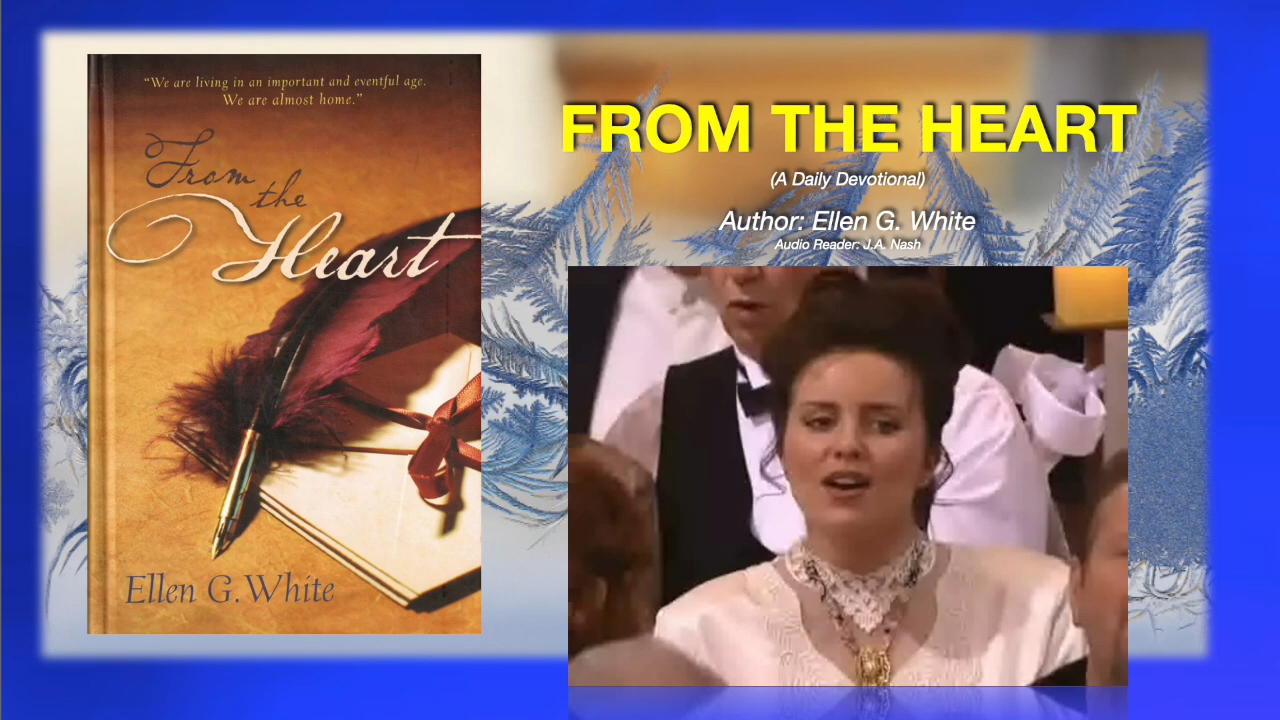 “We are living in an important and eventful age.
We are almost home.”
From
the
Heart
Ellen G. White
FROM THE HEART
(A Daily Devotional)
Author: Ellen G. White
Audio Reader: J.A. Nash